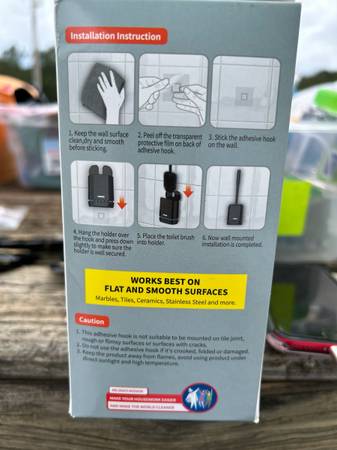 Installation Instruction
1. Keep the wall surface
clean,dry and smooth
before sticking.
2. Peel off the transparent
protective film on back of
adhesive hook.
3. Stick the adhesive hook
on the wall.
4. Hang the holder over
the hook and press down
slightly to make sure the
holder is well secured.
5. Place the toilet brush
into holder.
6. Now wall mounted
installation is completed.
WORKS BEST ON
FLAT AND SMOOTH SURFACES
Marbles, Tiles, Ceramics, Stainless Steel and more.
Caution
1. This adhesive hook is not suitable to be mounted on tile joint,
rough or flimsy surfaces or surfaces with cracks.
2. Do not use the adhesive hook if it's crooked, folded or damaged.
3. Keep the product away from flames, avoid using product under
direct sunlight and high temperature.
MAKE YOUR HOUSEWORK EASIER
AND MAKE THE WORLD CLEANER